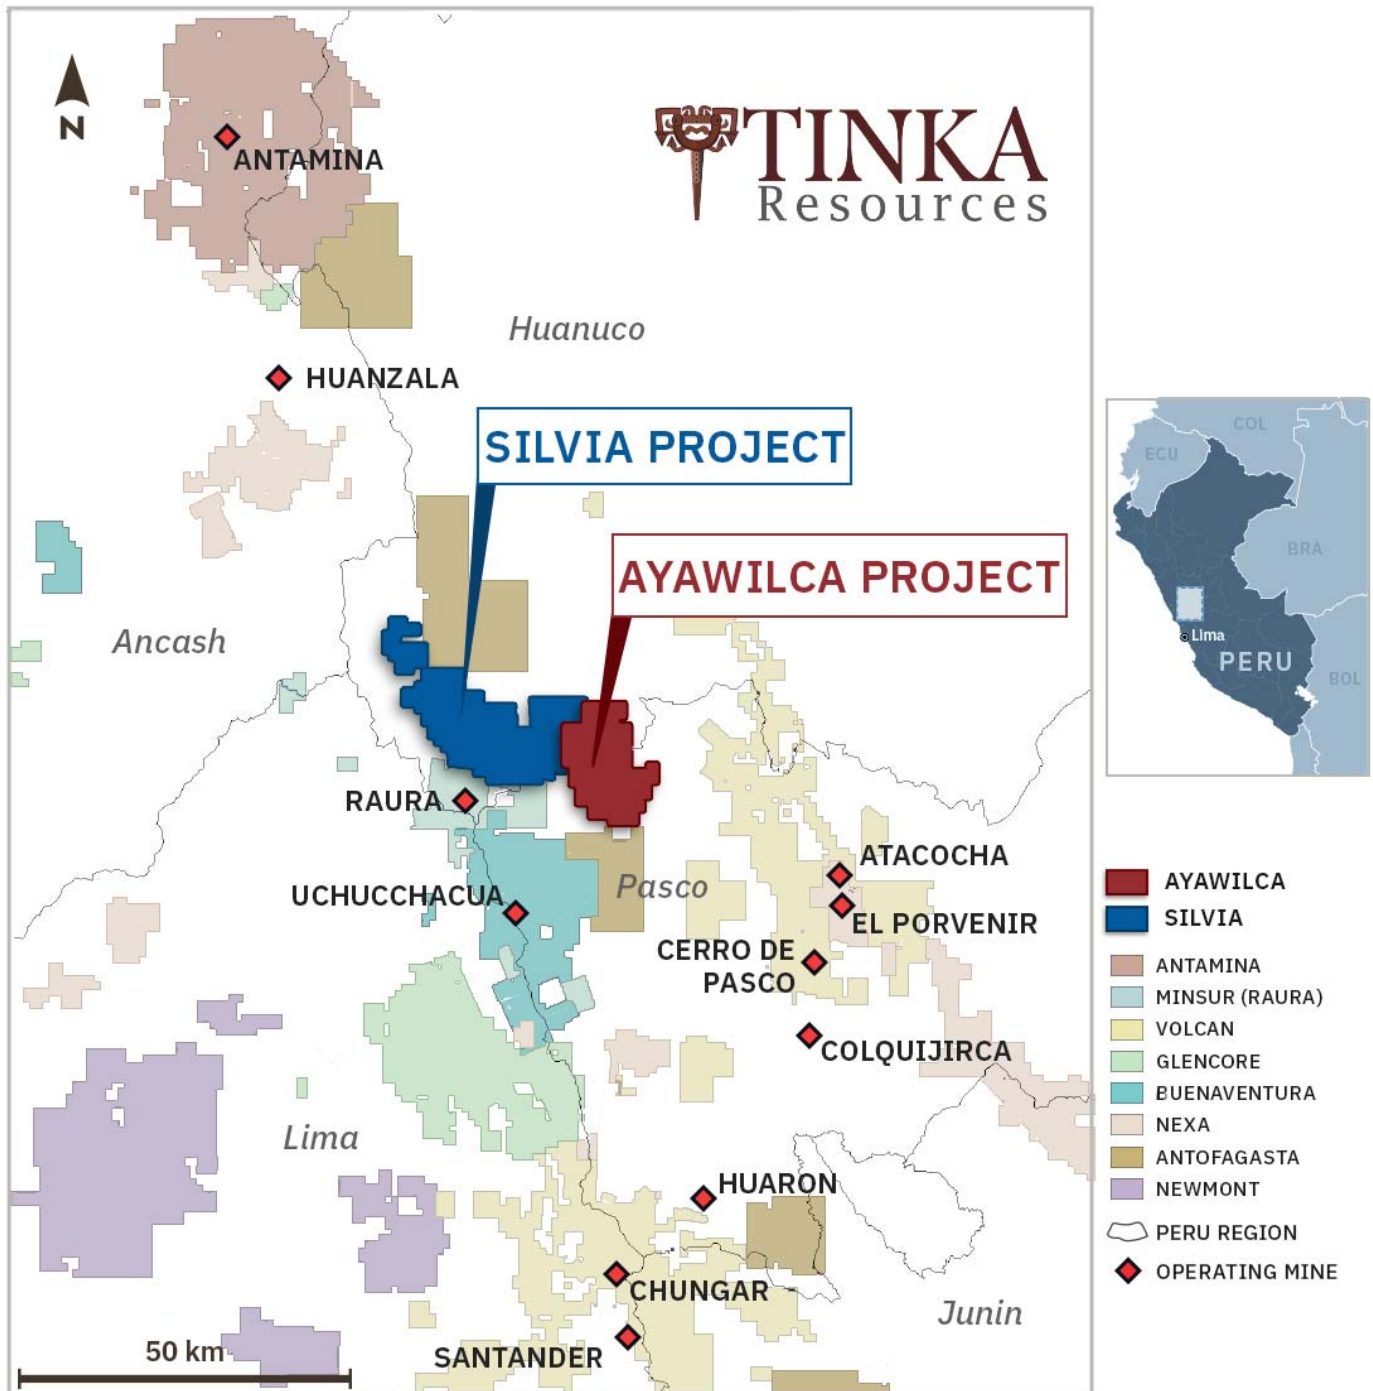 N
ANTAMINA
TINKA
Resources
Huanuco
HUANZALA
SILVIA PROJECT
AYAWILCA PROJECT
Ancash
RAURA
UCHUCCHACUA
Pasco
ATACOCHA
EL PORVENIR
CERRO DE
PASCO
COLQUIJIRCA
Lima
HUARON
CHUNGAR
Junin
SANTANDER
50 km
COL
ECU
BRA
Lima
PERU
BOL
AYAWILCA
SILVIA
ANTAMINA
MINSUR (RAURA)
VOLCAN
GLENCORE
BUENAVENTURA
NEXA
ANTOFAGASTA
NEWMONT
PERU REGION
OPERATING MINE